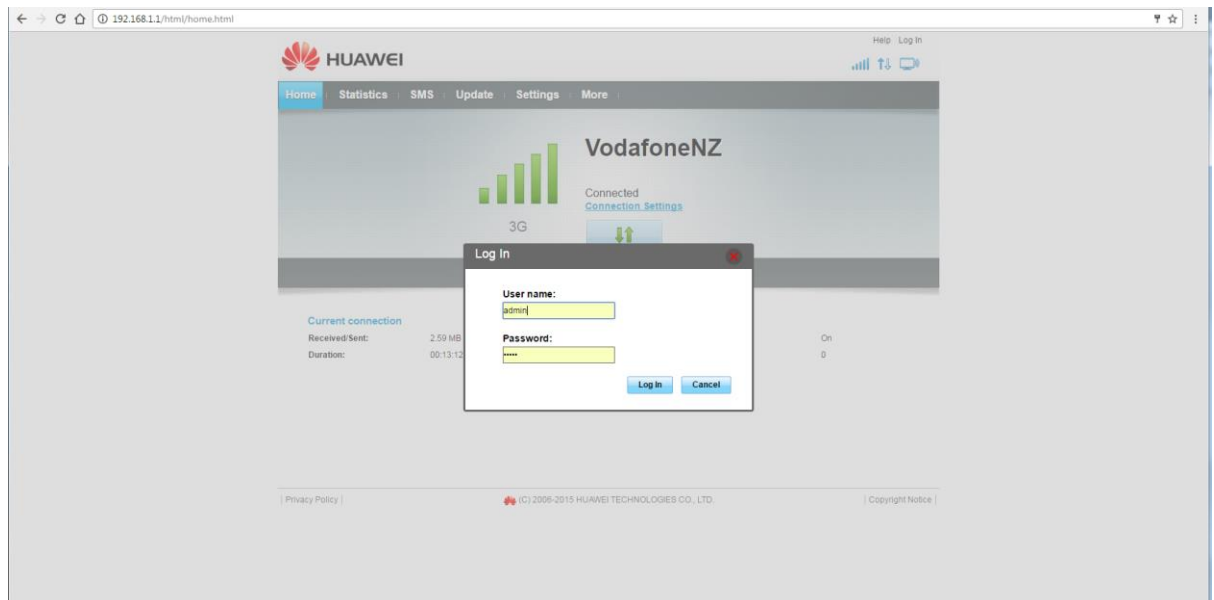 192.168.1.1/html/home.html
Help Log In
HUAWEI
Home Statistics SMS Update Settings More
VodafoneNZ
Connected
Connection Settings
3G
Log In
User name:
admin
Password:
•••••
Log In Cancel
Current connection
Received/Sent: 2.59 MB On
Duration: 00:13:12 0
| Privacy Policy | (C) 2006-2015 HUAWEI TECHNOLOGIES CO., LTD. | Copyright Notice |